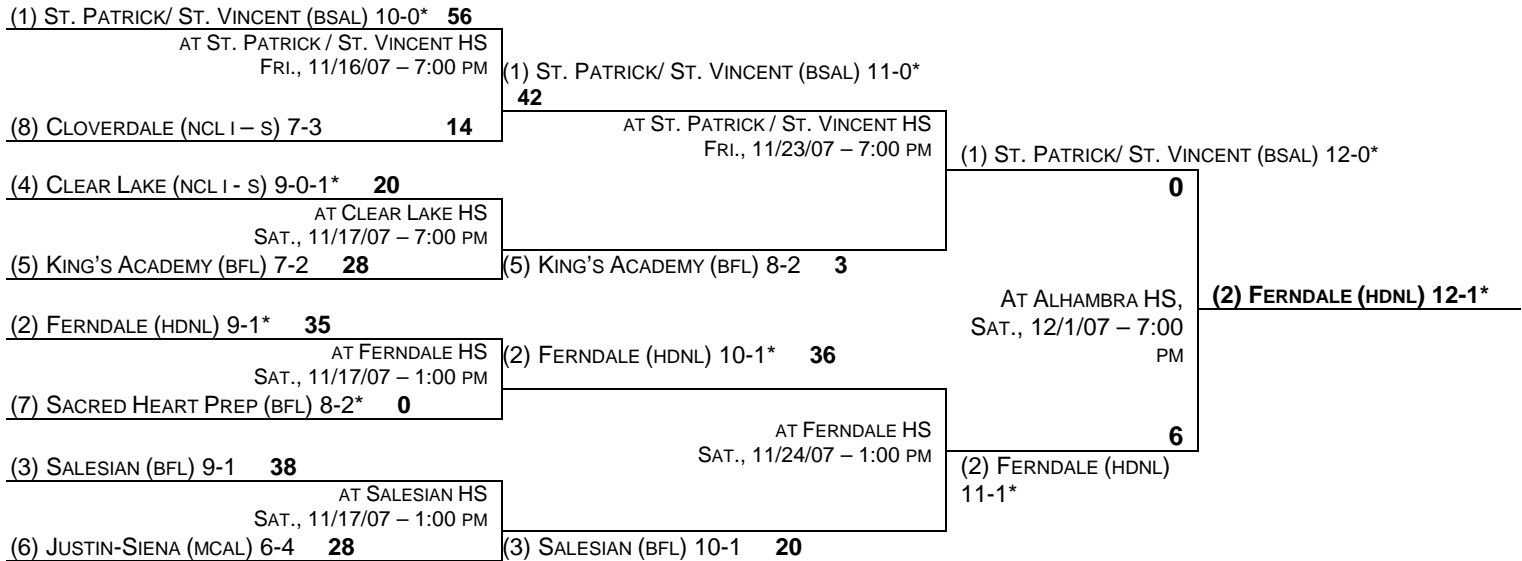 (1) ST. PATRICK/ ST. VINCENT (BSAL) 10-0* 56
AT ST. PATRICK / ST. VINCENT HS
FRI., 11/16/07 – 7:00 PM
(8) CLOVERDALE (NCL I – S) 7-3 14
(4) CLEAR LAKE (NCL I - S) 9-0-1* 20
AT CLEAR LAKE HS
SAT., 11/17/07 – 7:00 PM
(5) KING'S ACADEMY (BFL) 7-2 28
(2) FERNDALE (HDNL) 9-1* 35
AT FERNDALE HS
SAT., 11/17/07 – 1:00 PM
(7) SACRED HEART PREP (BFL) 8-2* 0
(3) SALESIAN (BFL) 9-1 38
AT SALESIAN HS
SAT., 11/17/07 – 1:00 PM
(6) JUSTIN-SIENA (MCAL) 6-4 28
(1) ST. PATRICK/ ST. VINCENT (BSAL) 11-0*
42
AT ST. PATRICK / ST. VINCENT HS
FRI., 11/23/07 – 7:00 PM
(5) KING'S ACADEMY (BFL) 8-2 3
(2) FERNDALE (HDNL) 10-1* 36
AT FERNDALE HS
SAT., 11/24/07 – 1:00 PM
(3) SALESIAN (BFL) 10-1 20
(1) ST. PATRICK/ ST. VINCENT (BSAL) 12-0*
0
AT ALHAMBRA HS,
SAT., 12/1/07 – 7:00
PM
6
(2) FERNDALE (HDNL)
11-1*
(2) FERNDALE (HDNL) 12-1*